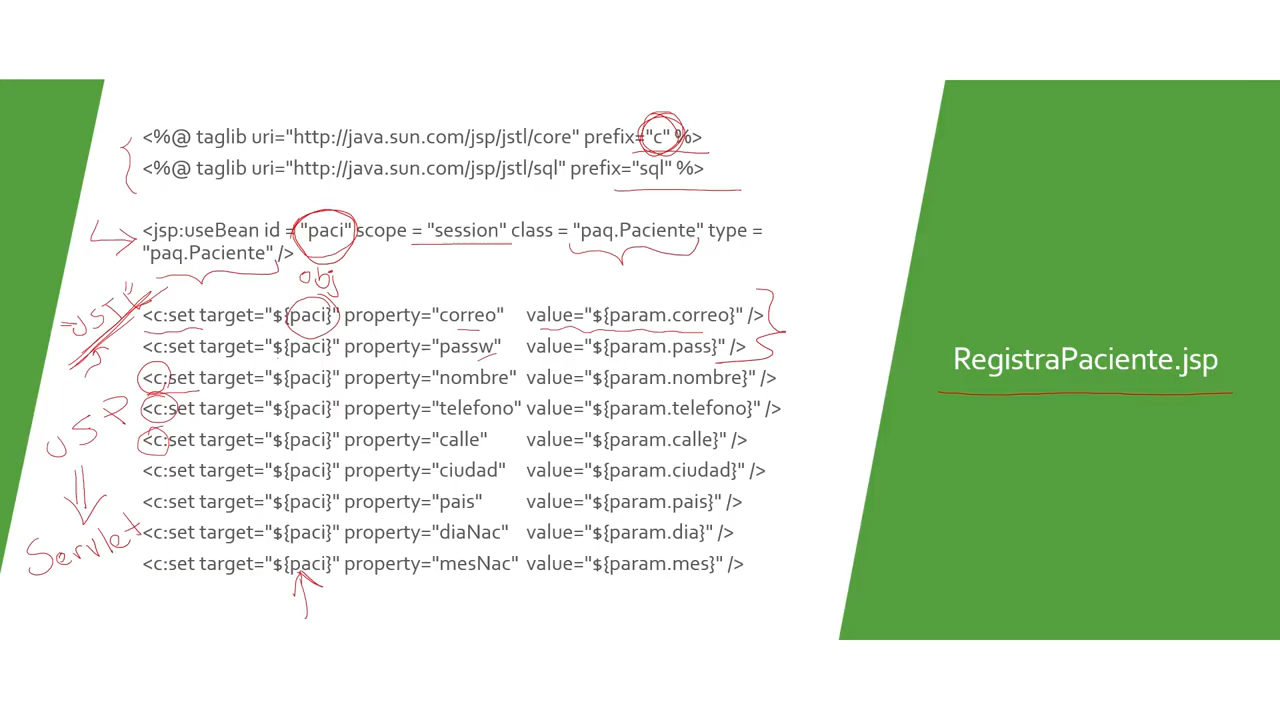 <%@ taglib uri="http://java.sun.com/jsp/jstl/core" prefix="c" %>
<%@ taglib uri="http://java.sun.com/jsp/jstl/sql" prefix="sql" %>
<jsp:useBean id = "paci" scope = "session" class = "paq.Paciente" type =
"paq.Paciente" />
obj
"JSTL"
<c:set target="${paci}" property="correo" value="${param.correo}" />
<c:set target="${paci}" property="passw" value="${param.pass}" />
<c:set target="${paci}" property="nombre" value="${param.nombre}" />
<c:set target="${paci}" property="telefono" value="${param.telefono}" />
<c:set target="${paci}" property="calle" value="${param.calle}" />
<c:set target="${paci}" property="ciudad" value="${param.ciudad}" />
<c:set target="${paci}" property="pais" value="${param.pais}" />
<c:set target="${paci}" property="diaNac" value="${param.dia}" />
<c:set target="${paci}" property="mesNac" value="${param.mes}" />
JSP
Servlet
RegistraPaciente.jsp